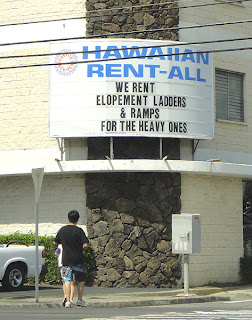 HAWAIIAN
RENT-ALL
WE RENT
ELOPEMENT LADDERS
& RAMPS
FOR THE HEAVY ONES